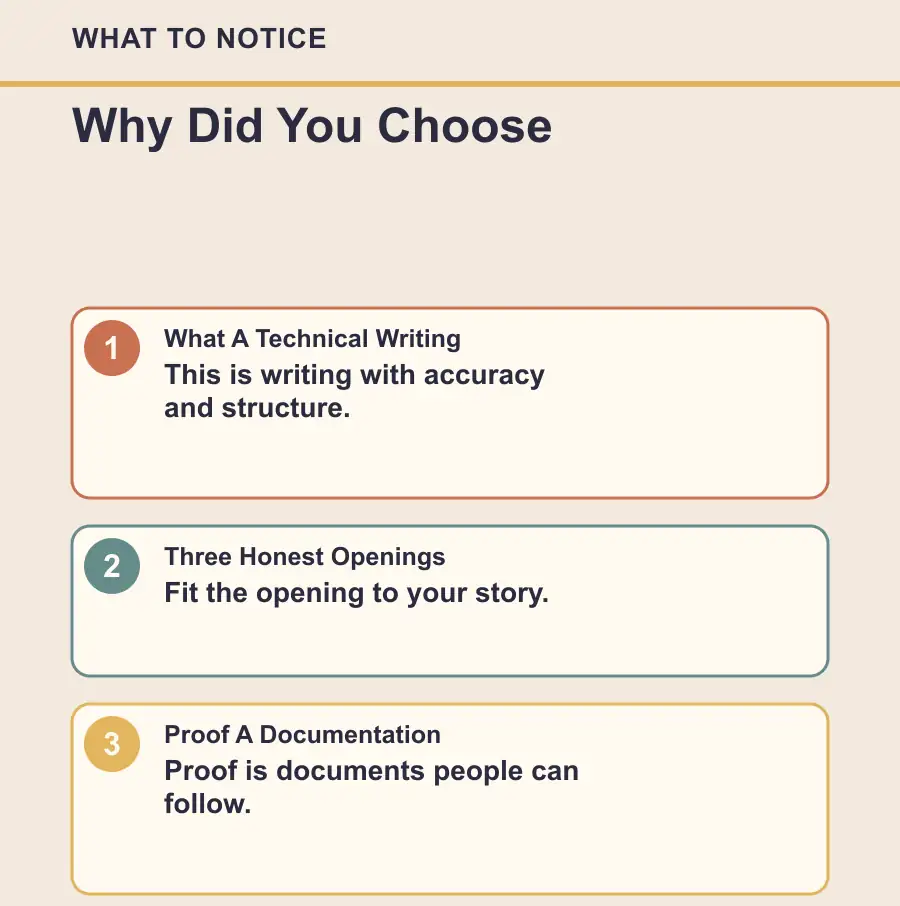 WHAT TO NOTICE
Why Did You Choose
1
What A Technical Writing
This is writing with accuracy
and structure.
2
Three Honest Openings
Fit the opening to your story.
3
Proof A Documentation
Proof is documents people can
follow.